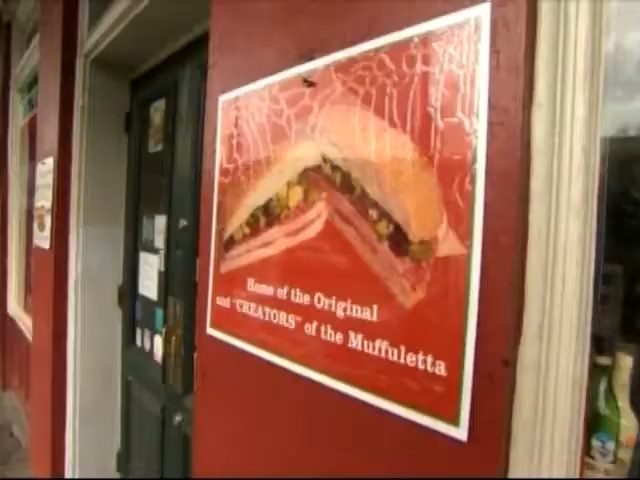 Home of the Original
and "CREATORS" of the Muffuletta